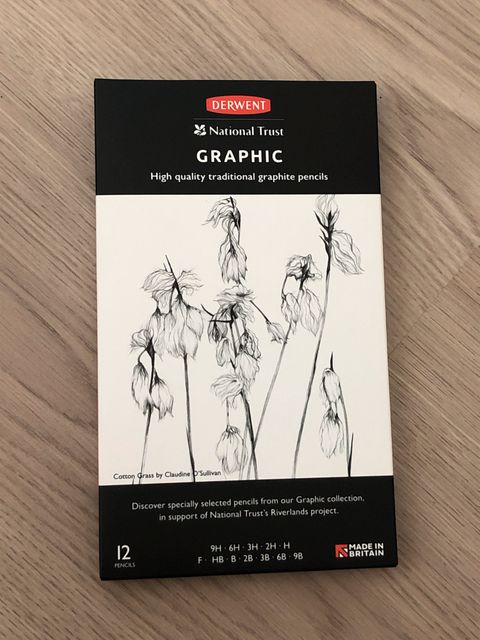 DERWENT
National Trust
GRAPHIC
High quality traditional graphite pencils
Cotton Grass by Claudine O'Sullivan
Discover specially selected pencils from our Graphic collection,
in support of National Trust's Riverlands project.
12
PENCILS
9H · 6H · 3H · 2H · H
F · HB · B · 2B · 3B · 6B · 9B
MADE IN
BRITAIN